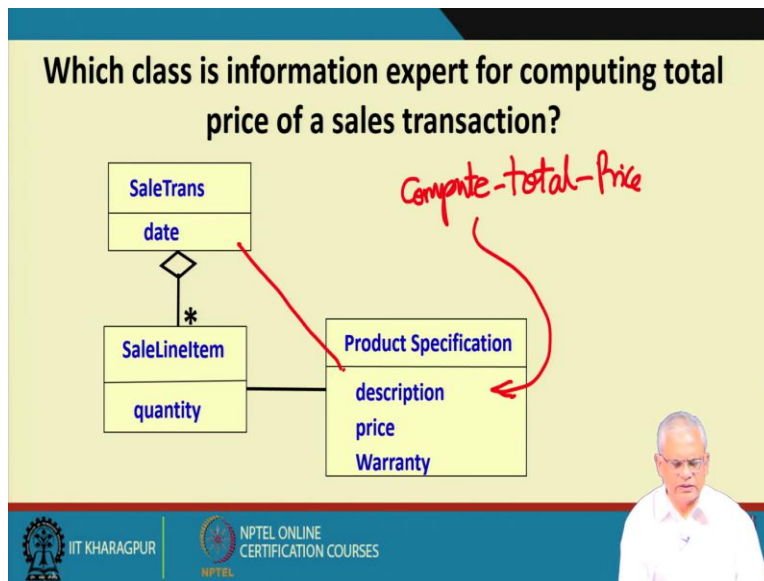 Which class is information expert for computing total
price of a sales transaction?
Compute-total-Price
SaleTrans
date
*
SaleLineItem
quantity
Product Specification
description
price
Warranty
IIT KHARAGPUR
NPTEL
NPTEL ONLINE
CERTIFICATION COURSES